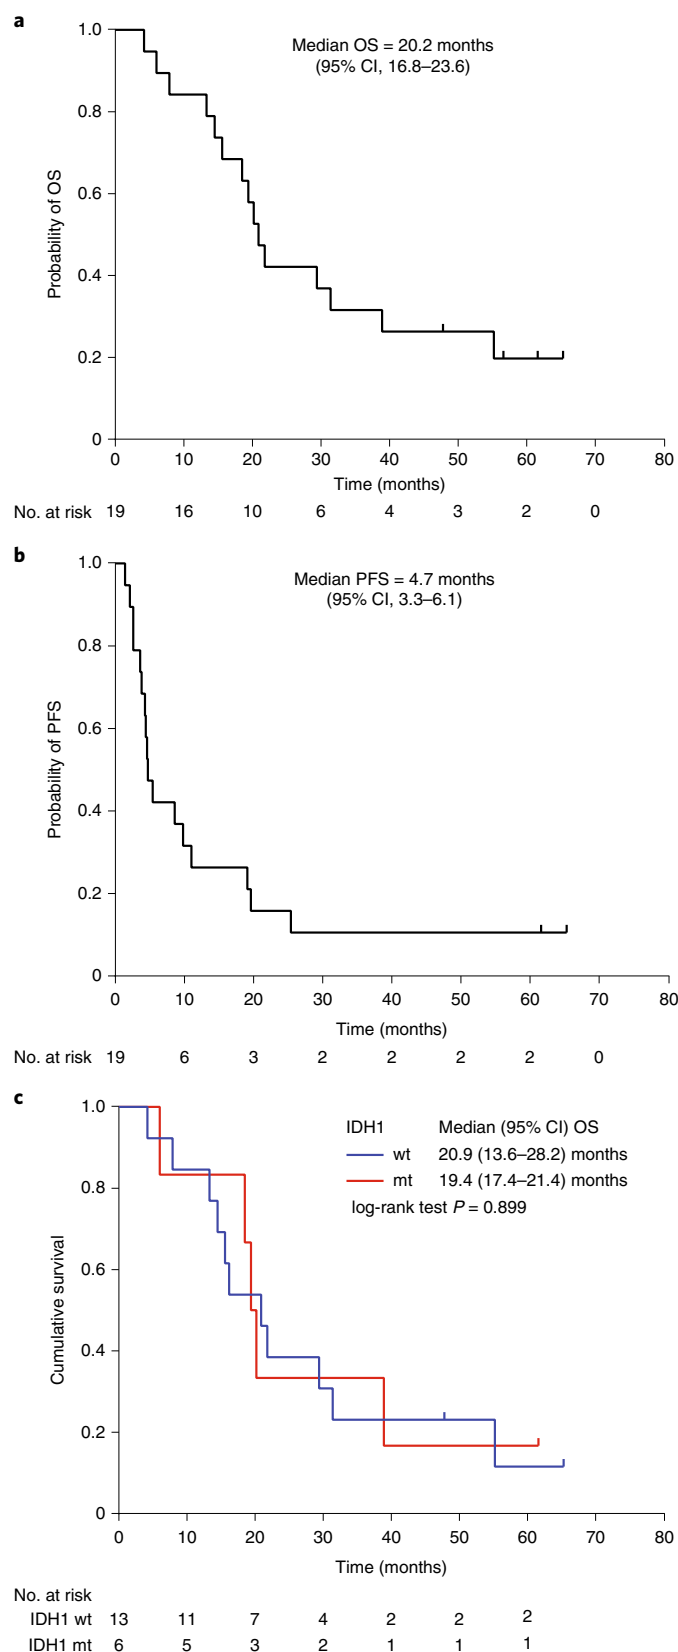 a
Median OS = 20.2 months
(95% CI, 16.8–23.6)
Probability of OS
1.0
0.8
0.6
0.4
0.2
0
0 10 20 30 40 50 60 70 80
Time (months)
No. at risk 19 16 10 6 4 3 2 0
b
Median PFS = 4.7 months
(95% CI, 3.3–6.1)
Probability of PFS
1.0
0.8
0.6
0.4
0.2
0
0 10 20 30 40 50 60 70 80
Time (months)
No. at risk 19 6 3 2 2 2 2 0
c
IDH1 Median (95% CI) OS
wt 20.9 (13.6–28.2) months
mt 19.4 (17.4–21.4) months
log-rank test P = 0.899
Cumulative survival
1.0
0.8
0.6
0.4
0.2
0
0 10 20 30 40 50 60 70 80
Time (months)
No. at risk
IDH1 wt 13 11 7 4 2 2 2
IDH1 mt 6 5 3 2 1 1 1